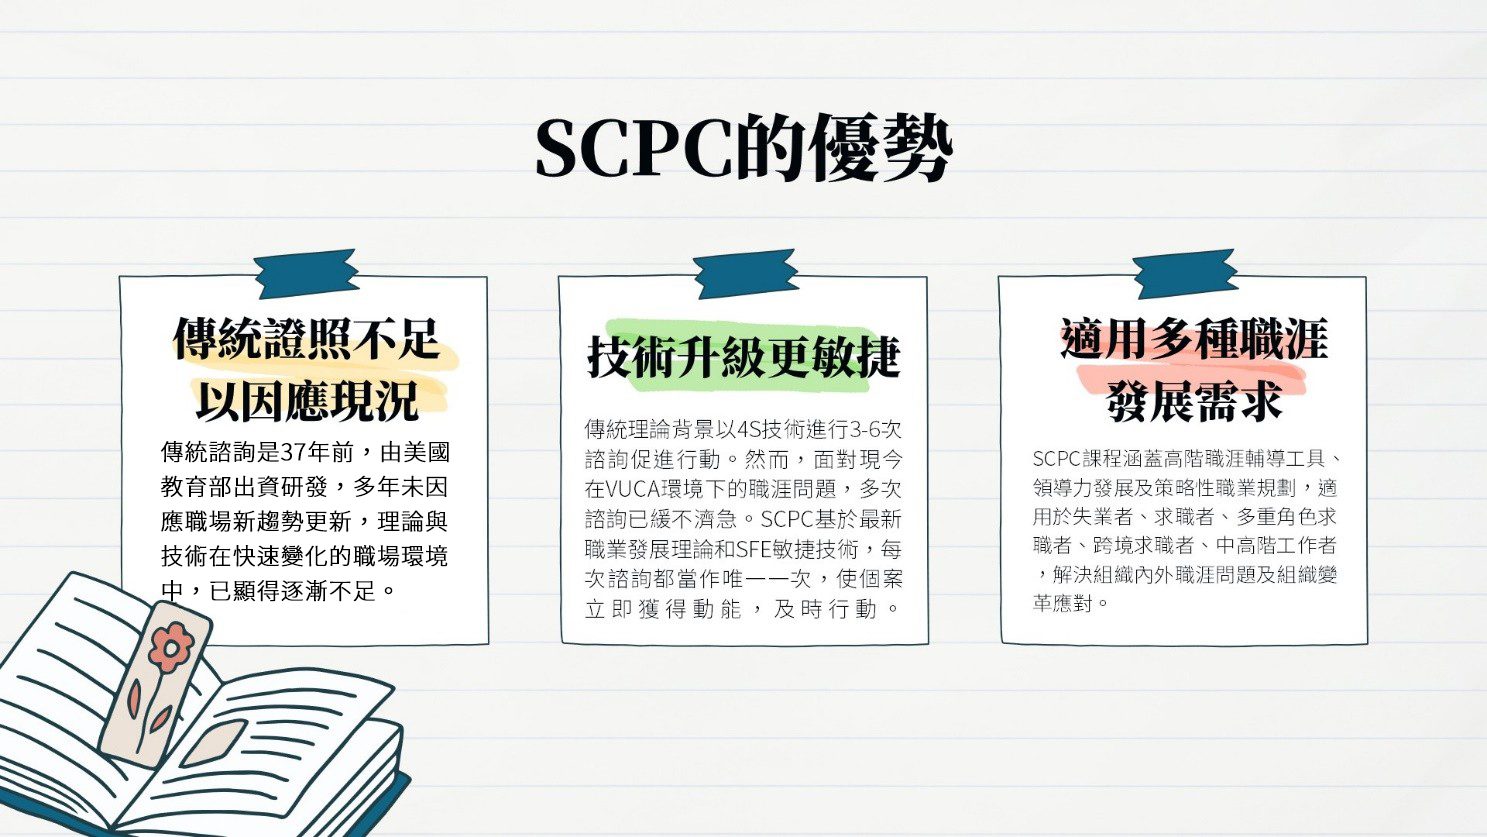 SCPC的優勢
傳統證照不足
以因應現況
傳統諮詢是37年前，由美國
教育部出資研發，多年未因
應職場新趨勢更新，理論與
技術在快速變化的職場環境
中，已顯得逐漸不足。
技術升級更敏捷
傳統理論背景以4S技術進行3-6次
諮詢促進行動。然而，面對現今
在VUCA環境下的職涯問題，多次
諮詢已緩不濟急。SCPC基於最新
職業發展理論和SFE敏捷技術，每
次諮詢都當作唯一一次，使個案
立即獲得動能，及時行動。
適用多種職涯
發展需求
SCPC課程涵蓋高階職涯輔導工具、
領導力發展及策略性職業規劃，適
用於失業者、求職者、多重角色求
職者、跨境求職者、中高階工作者
，解決組織內外職涯問題及組織變
革應對。